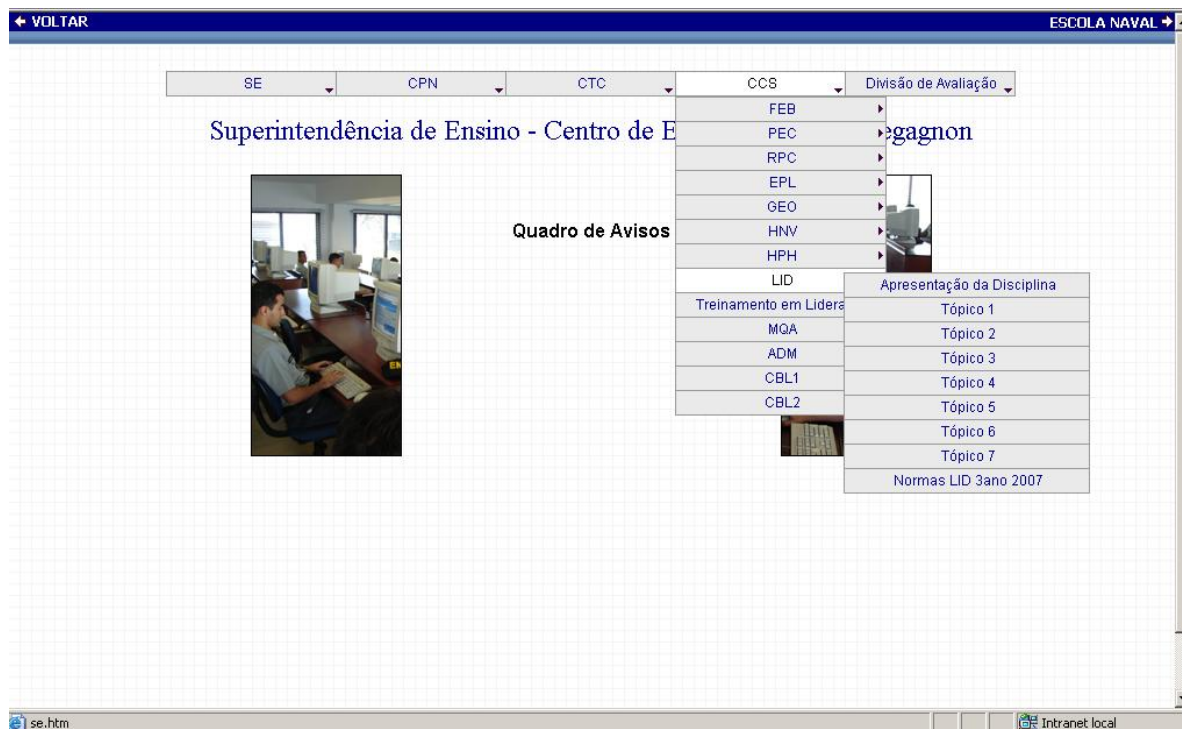 VOLTAR ESCOLA NAVAL
SE CPN CTC CCS Divisão de Avaliação
FEB
Superintendência de Ensino - Centro de E egagnon
PEC
RPC
EPL
GEO
Quadro de Avisos
HNV
HPH
LID
Apresentação da Disciplina
Treinamento em Lidera
Tópico 1
MQA
Tópico 2
ADM
Tópico 3
CBL1
Tópico 4
CBL2
Tópico 5
Tópico 6
Tópico 7
Normas LID 3ano 2007
EN
se.htm Intranet local